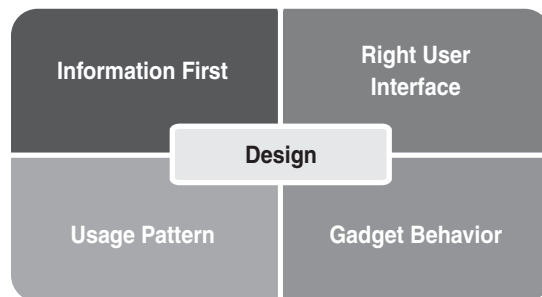 Information First
Right User
Interface
Design
Usage Pattern
Gadget Behavior